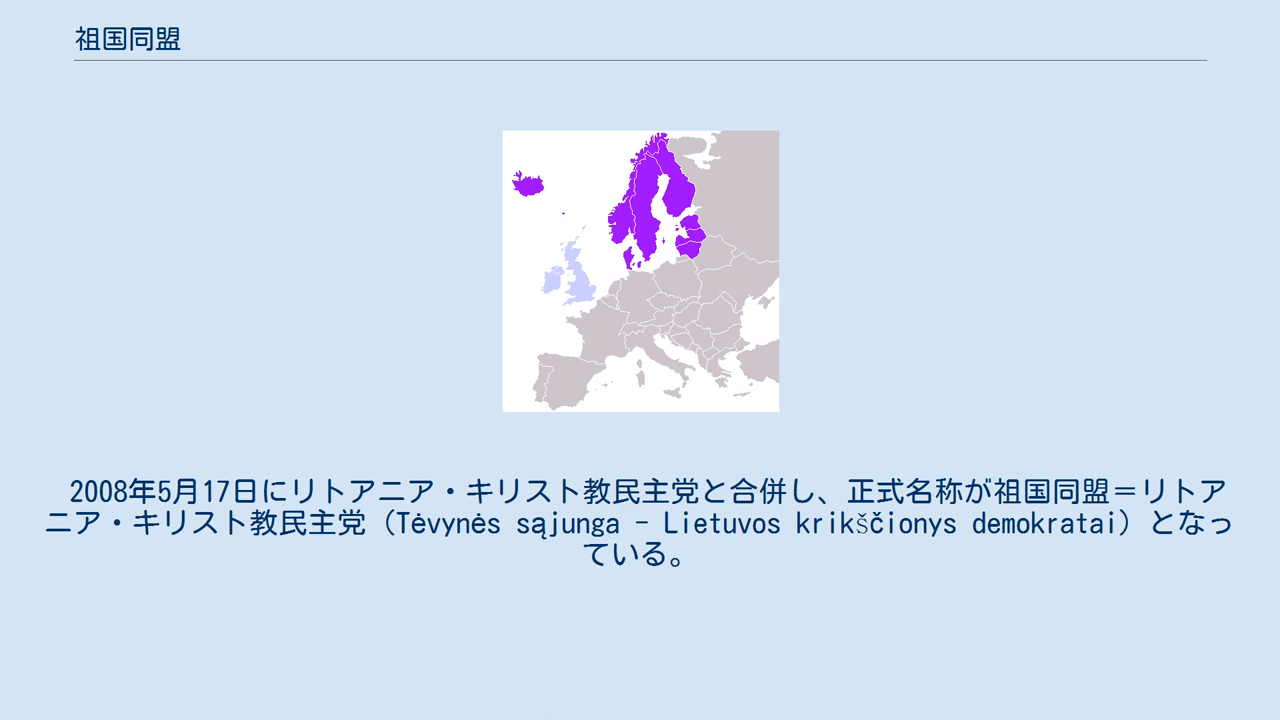 祖国同盟
2008年5月17日にリトアニア・キリスト教民主党と合併し、正式名称が祖国同盟＝リトア
ニア・キリスト教民主党（Tėvynės sąjunga - Lietuvos krikščionys demokratai）となっ
ている。